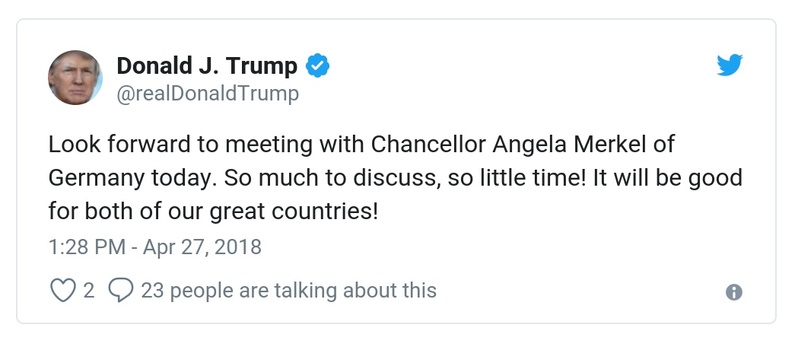 Donald J. Trump
@realDonaldTrump
Look forward to meeting with Chancellor Angela Merkel of
Germany today. So much to discuss, so little time! It will be good
for both of our great countries!
1:28 PM - Apr 27, 2018
2 23 people are talking about this